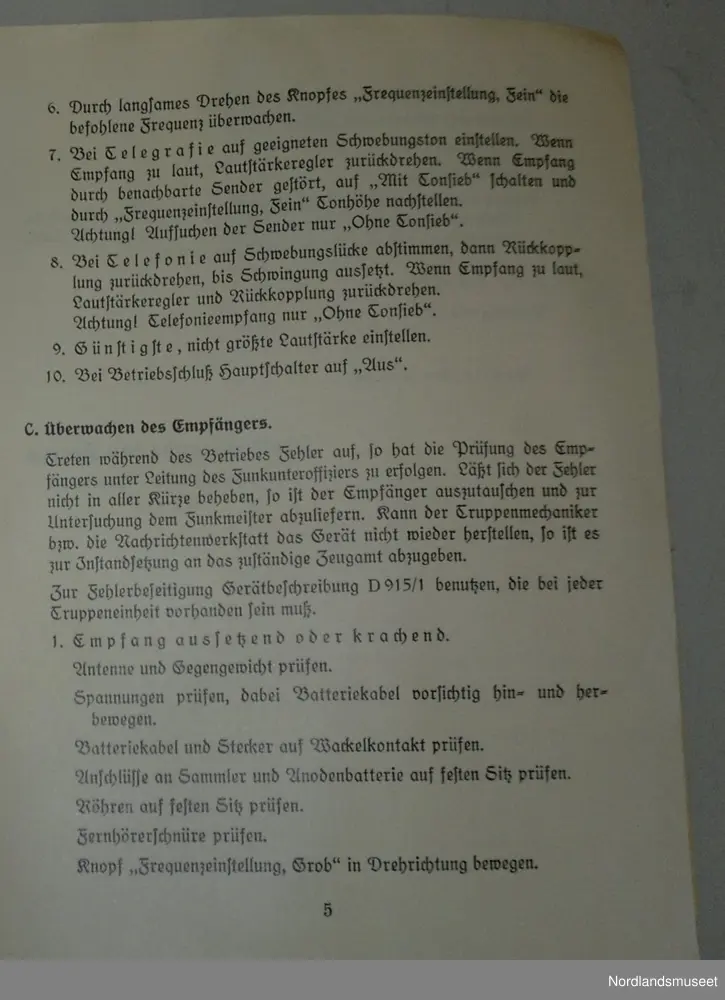 6. Durch langsames Drehen des Knopfes „Frequenzeinstellung, Fein“ die
befohlene Frequenz überwachen.
7. Bei Telegrafie auf geeigneten Schwebungston einstellen. Wenn
Empfang zu laut, Lautstärkeregler zurückdrehen. Wenn Empfang
durch benachbarte Sender gestört, auf „Mit Tonsieb“ schalten und
durch „Frequenzeinstellung, Fein“ Tonhöhe nachstellen.
Achtung! Aufsuchen der Sender nur „Ohne Tonsieb“.
8. Bei Telefonie auf Schwebungslücke abstimmen, dann Rückkopp-
lung zurückdrehen, bis Schwingung aussetzt. Wenn Empfang zu laut,
Lautstärkeregler und Rückkopplung zurückdrehen.
Achtung! Telefonieempfang nur „Ohne Tonsieb“.
9. Günstigste, nicht größte Lautstärke einstellen.
10. Bei Betriebsschluß Hauptschalter auf „Aus“.
C. Überwachen des Empfängers.
Treten während des Betriebes Fehler auf, so hat die Prüfung des Emp-
fängers unter Leitung des Funkunteroffiziers zu erfolgen. Läßt sich der Fehler
nicht in aller Kürze beheben, so ist der Empfänger auszutauschen und zur
Untersuchung dem Funkmeister abzuliefern. Kann der Truppenmechaniker
bzw. die Nachrichtenwerkstatt das Gerät nicht wieder herstellen, so ist es
zur Instandsetzung an das zuständige Zeugamt abzugeben.
Zur Fehlerbeseitigung Gerätbeschreibung D 915/1 benutzen, die bei jeder
Truppeneinheit vorhanden sein muß.
1. Empfang aussetzend oder krachend.
Antenne und Gegengewicht prüfen.
Spannungen prüfen, dabei Batteriekabel vorsichtig hin- und her-
bewegen.
Batteriekabel und Stecker auf Wackelkontakt prüfen.
Anschlüsse an Sammler und Anodenbatterie auf festen Sitz prüfen.
Röhren auf festen Sitz prüfen.
Fernhörerschnüre prüfen.
Knopf „Frequenzeinstellung, Grob“ in Drehrichtung bewegen.
5
Nordlandsmuseet